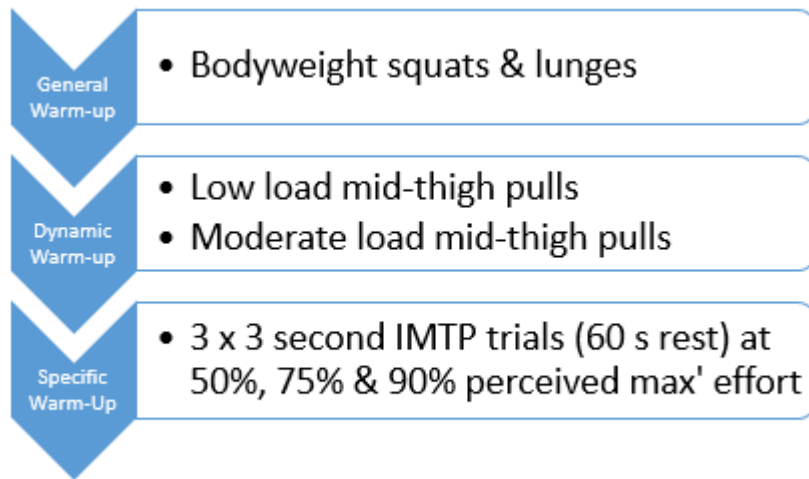 General
Warm-up
• Bodyweight squats & lunges
Dynamic
Warm-up
• Low load mid-thigh pulls
• Moderate load mid-thigh pulls
Specific
Warm-Up
• 3 x 3 second IMTP trials (60 s rest) at
50%, 75% & 90% perceived max' effort